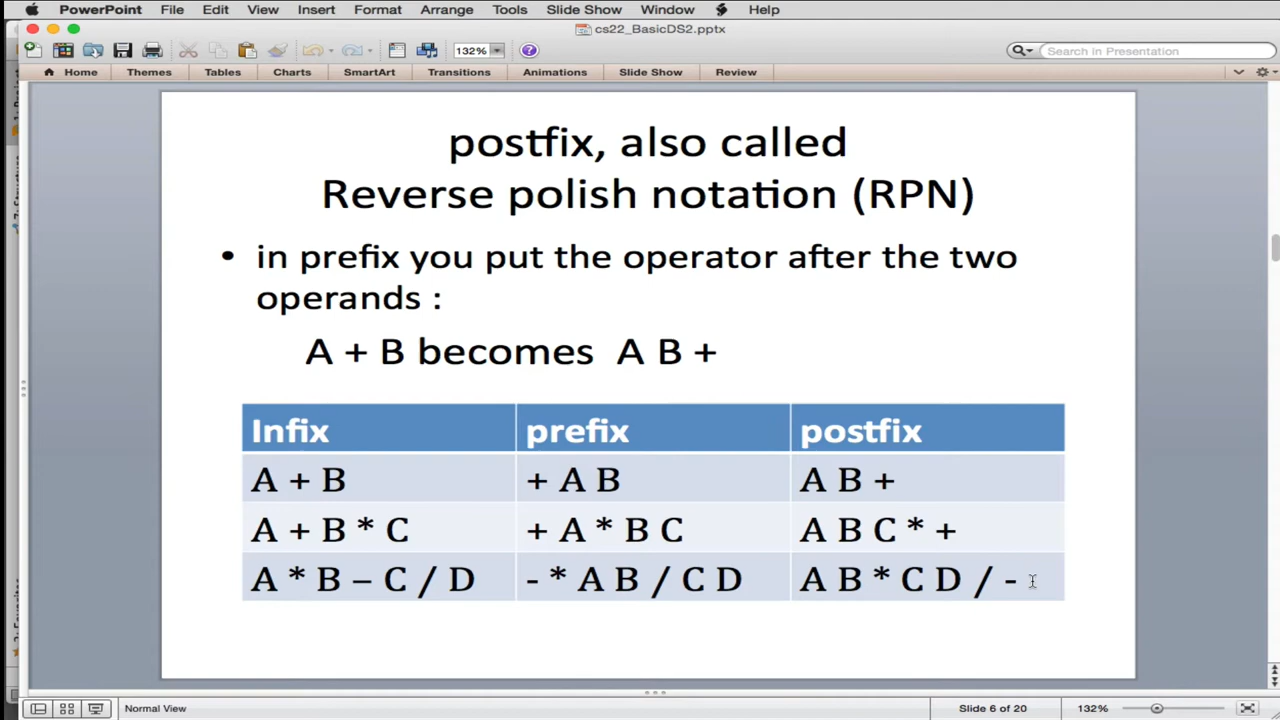 PowerPoint File Edit View Insert Format Arrange Tools Slide Show Window Help
cs22_BasicDS2.pptx
132% ? Search in Presentation
Home Themes Tables Charts SmartArt Transitions Animations Slide Show Review
postfix, also called
Reverse polish notation (RPN)
• in prefix you put the operator after the two
operands :
A + B becomes A B +
Infix prefix postfix
A + B + A B A B +
A + B * C + A * B C A B C * +
A * B – C / D - * A B / C D A B * C D / -
Normal View Slide 6 of 20 132%